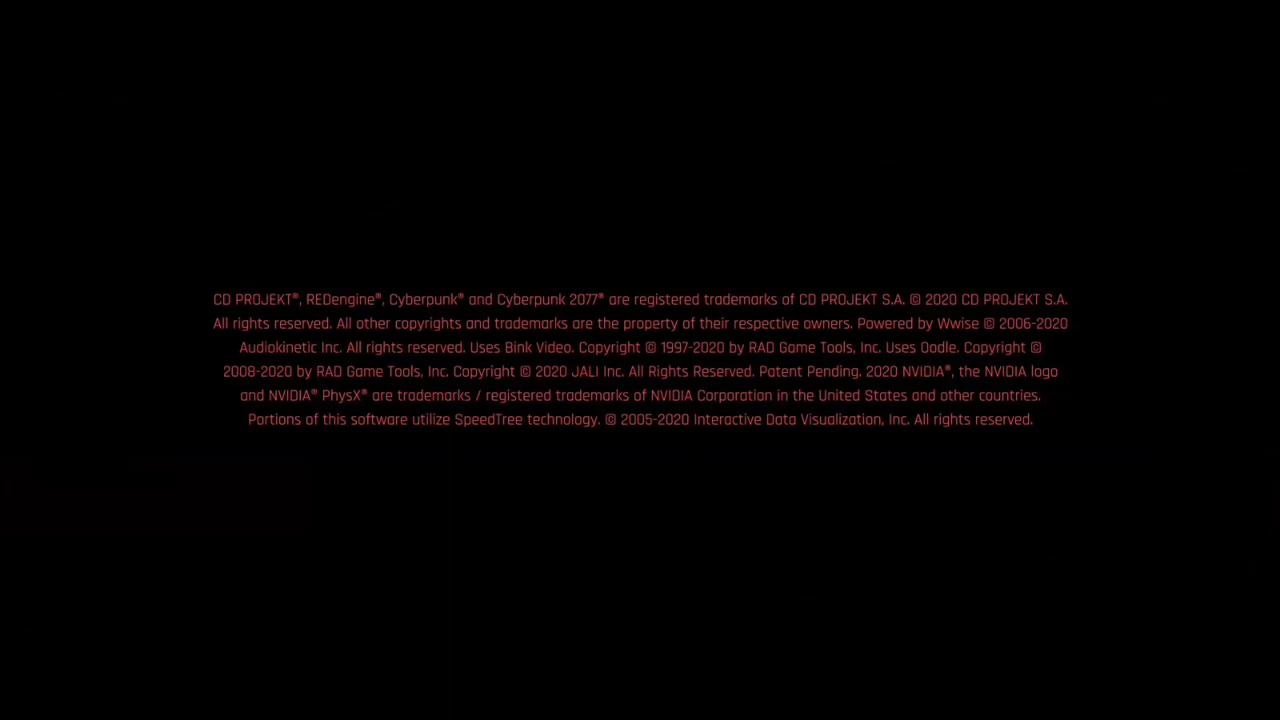 CD PROJEKT®, REDengine®, Cyberpunk® and Cyberpunk 2077® are registered trademarks of CD PROJEKT S.A. © 2020 CD PROJEKT S.A.
All rights reserved. All other copyrights and trademarks are the property of their respective owners. Powered by Wwise © 2006-2020
Audiokinetic Inc. All rights reserved. Uses Bink Video. Copyright © 1997-2020 by RAD Game Tools, Inc. Uses Oodle. Copyright ©
2008-2020 by RAD Game Tools, Inc. Copyright © 2020 JALI Inc. All Rights Reserved. Patent Pending. 2020 NVIDIA®, the NVIDIA logo
and NVIDIA® PhysX® are trademarks / registered trademarks of NVIDIA Corporation in the United States and other countries.
Portions of this software utilize SpeedTree technology. © 2005-2020 Interactive Data Visualization, Inc. All rights reserved.